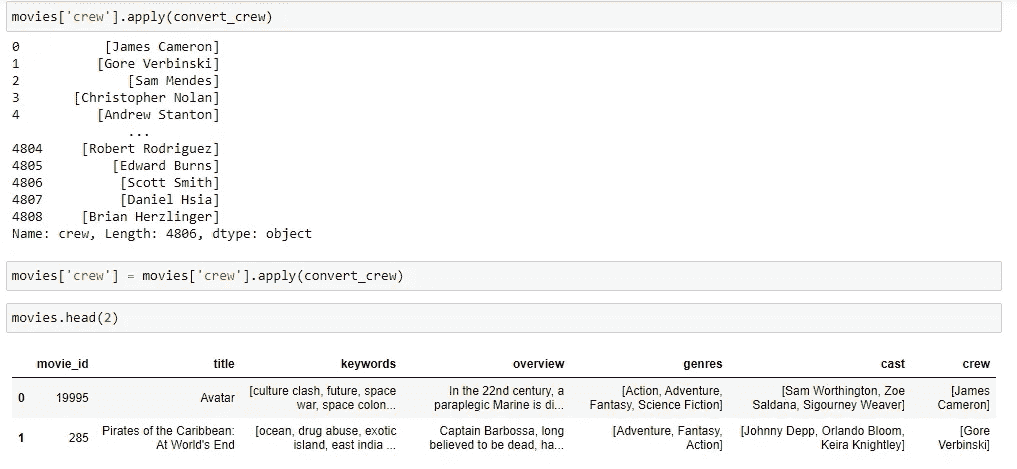 movies['crew'].apply(convert_crew)
0 [James Cameron]
1 [Gore Verbinski]
2 [Sam Mendes]
3 [Christopher Nolan]
4 [Andrew Stanton]
...
4804 [Robert Rodriguez]
4805 [Edward Burns]
4806 [Scott Smith]
4807 [Daniel Hsia]
4808 [Brian Herzlinger]
Name: crew, Length: 4806, dtype: object
movies['crew'] = movies['crew'].apply(convert_crew)
movies.head(2)
movie_id title keywords overview genres cast crew
0 19995 Avatar [culture clash, future, space war, space colon... In the 22nd century, a paraplegic Marine is di... [Action, Adventure, Fantasy, Science Fiction] [Sam Worthington, Zoe Saldana, Sigourney Weaver] [James Cameron]
1 285 Pirates of the Caribbean: At World's End [ocean, drug abuse, exotic island, east india ... Captain Barbossa, long believed to be dead, ha... [Adventure, Fantasy, Action] [Johnny Depp, Orlando Bloom, Keira Knightley] [Gore Verbinski]